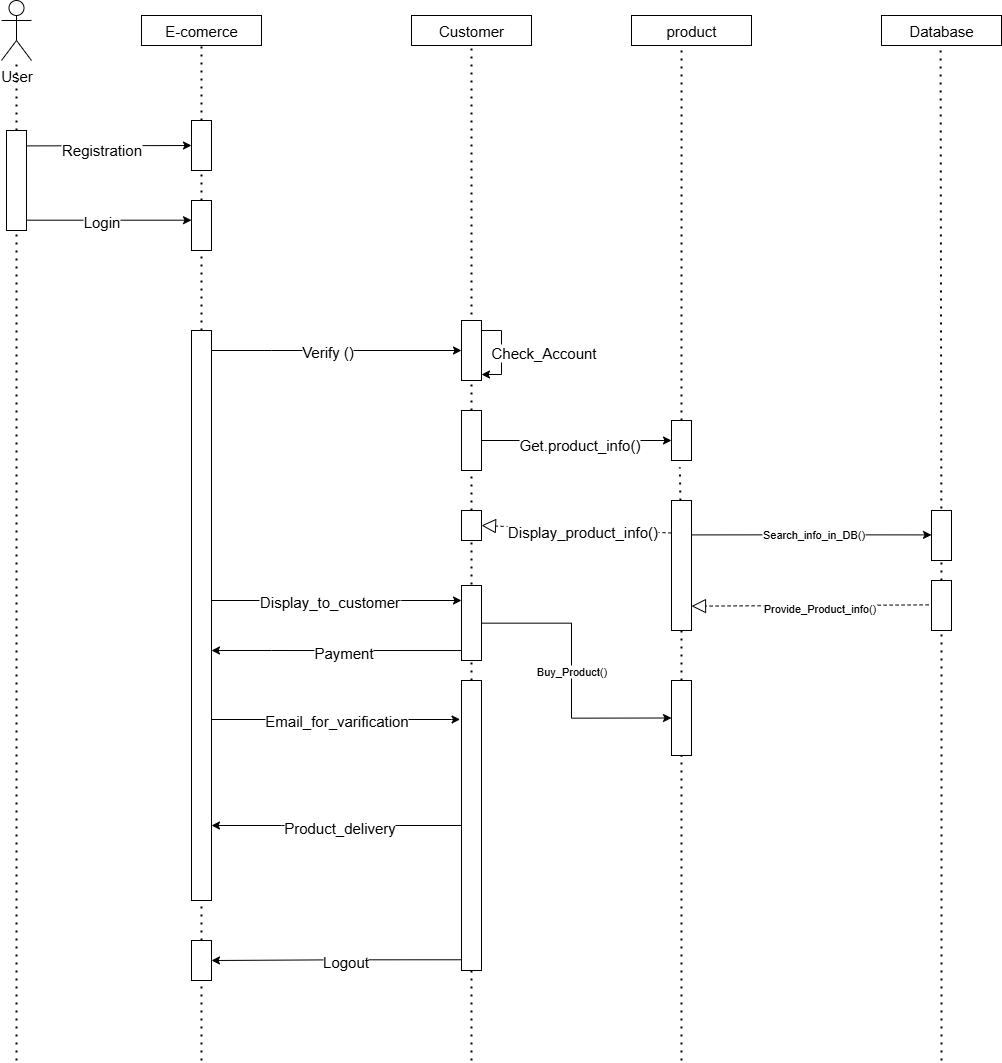 E-comerce
Customer
product
Database
User
Registration
Login
Verify ()
Check_Account
Get.product_info()
Display_product_info()
Search_info_in_DB()
Display_to_customer
Provide_Product_info()
Payment
Buy_Product()
Email_for_varification
Product_delivery
Logout